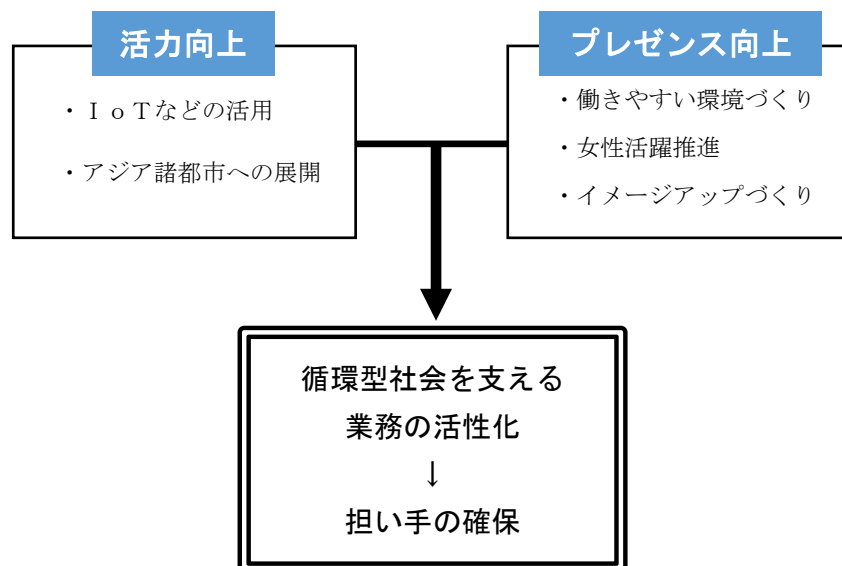 活力向上
・ＩｏＴなどの活用
・アジア諸都市への展開
プレゼンス向上
・働きやすい環境づくり
・女性活躍推進
・イメージアップづくり
循環型社会を支える
業務の活性化
↓
担い手の確保